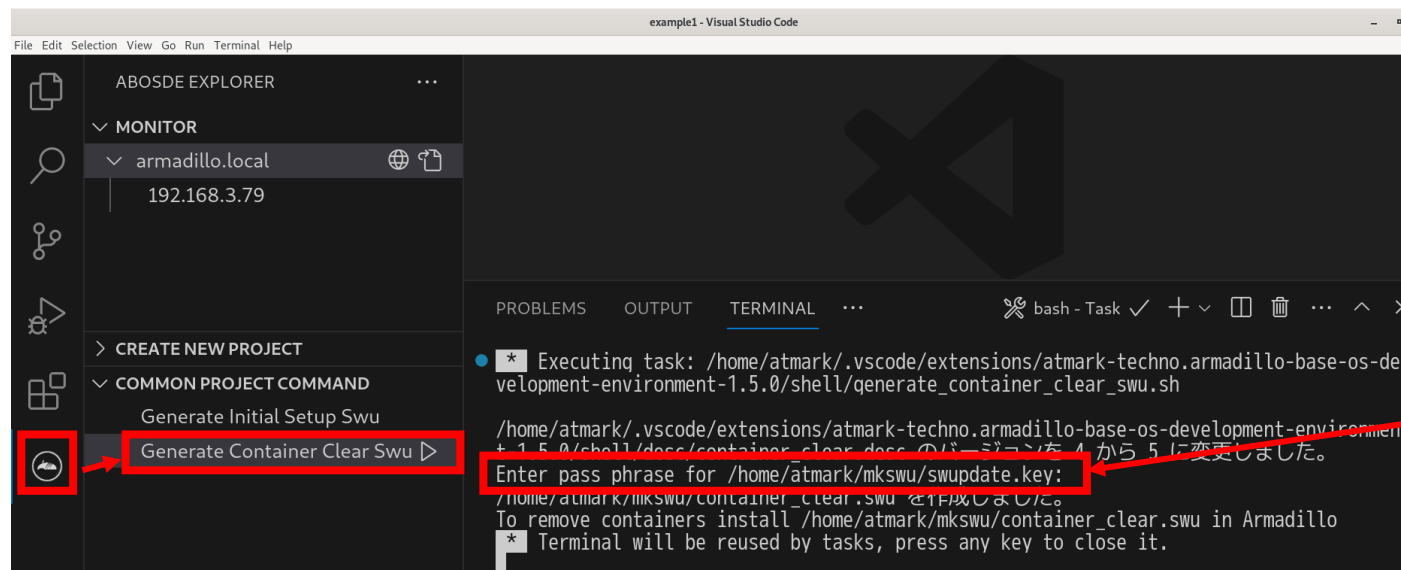 example1 - Visual Studio Code
File Edit Selection View Go Run Terminal Help
ABOSDE EXPLORER
MONITOR
armadillo.local
192.168.3.79
CREATE NEW PROJECT
COMMON PROJECT COMMAND
Generate Initial Setup Swu
Generate Container Clear Swu
PROBLEMS OUTPUT TERMINAL
bash - Task
* Executing task: /home/atmark/.vscode/extensions/atmark-techno.armadillo-base-os-de
velopment-environment-1.5.0/shell/generate_container_clear_swu.sh
/home/atmark/.vscode/extensions/atmark-techno.armadillo-base-os-development-environmen
t-1.5.0/shell/desc/container_clear.desc のバージョンを 4 から 5 に変更しました。
Enter pass phrase for /home/atmark/mkswu/swupdate.key:
/home/atmark/mkswu/container_clear.swu を作成しました。
To remove containers install /home/atmark/mkswu/container_clear.swu in Armadillo
* Terminal will be reused by tasks, press any key to close it.